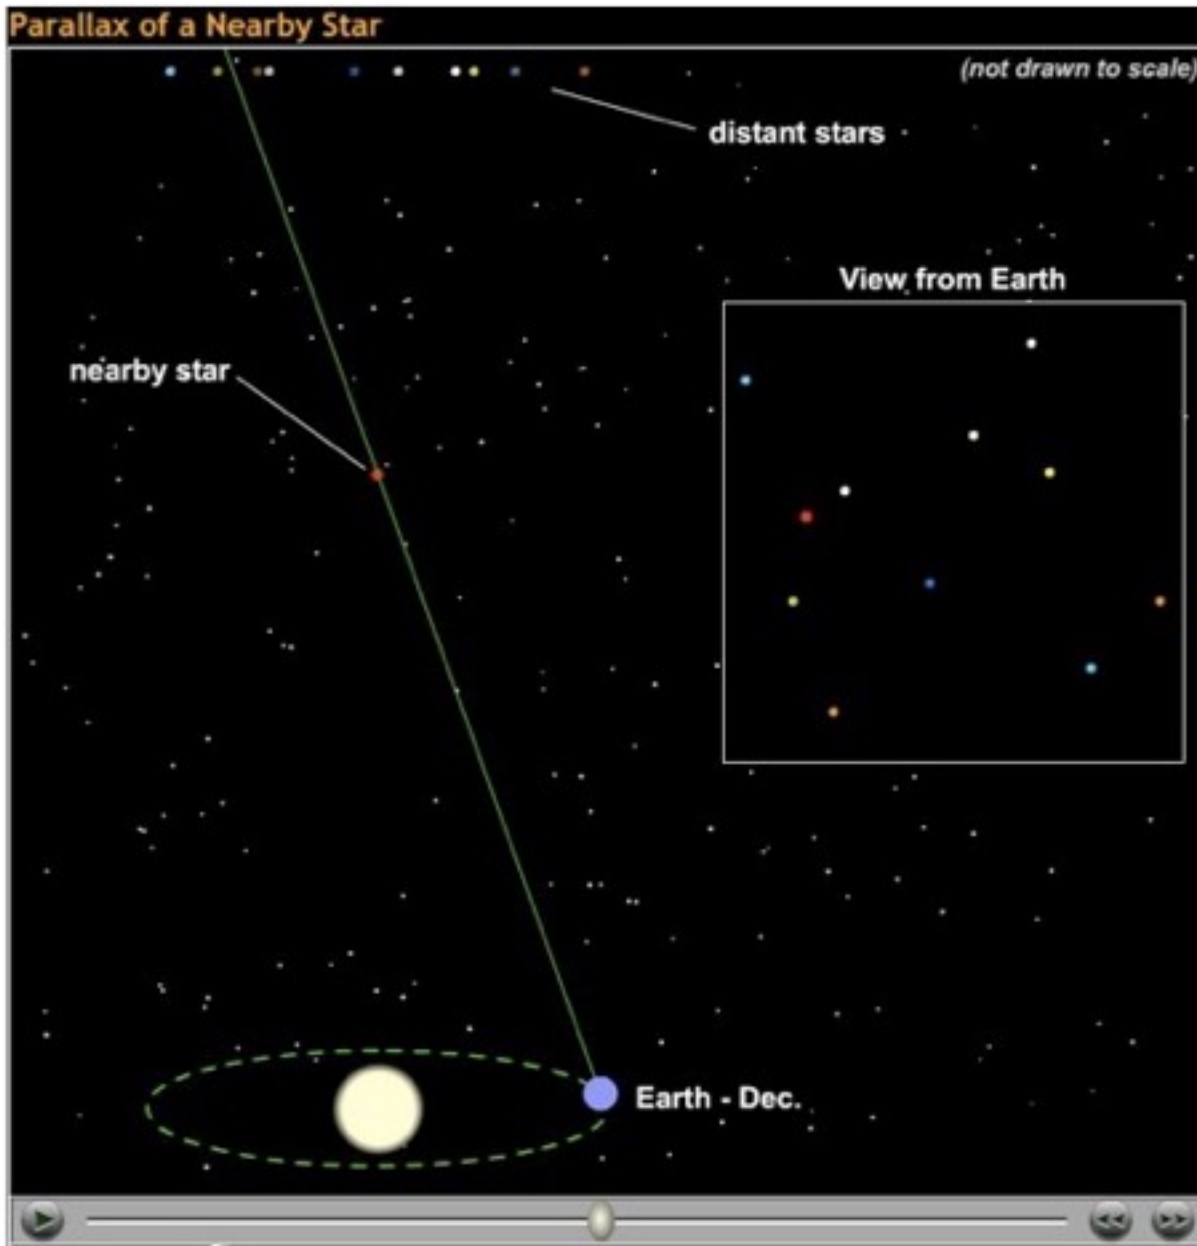 Parallax of a Nearby Star
(not drawn to scale)
distant stars
View from Earth
nearby star
Earth - Dec.